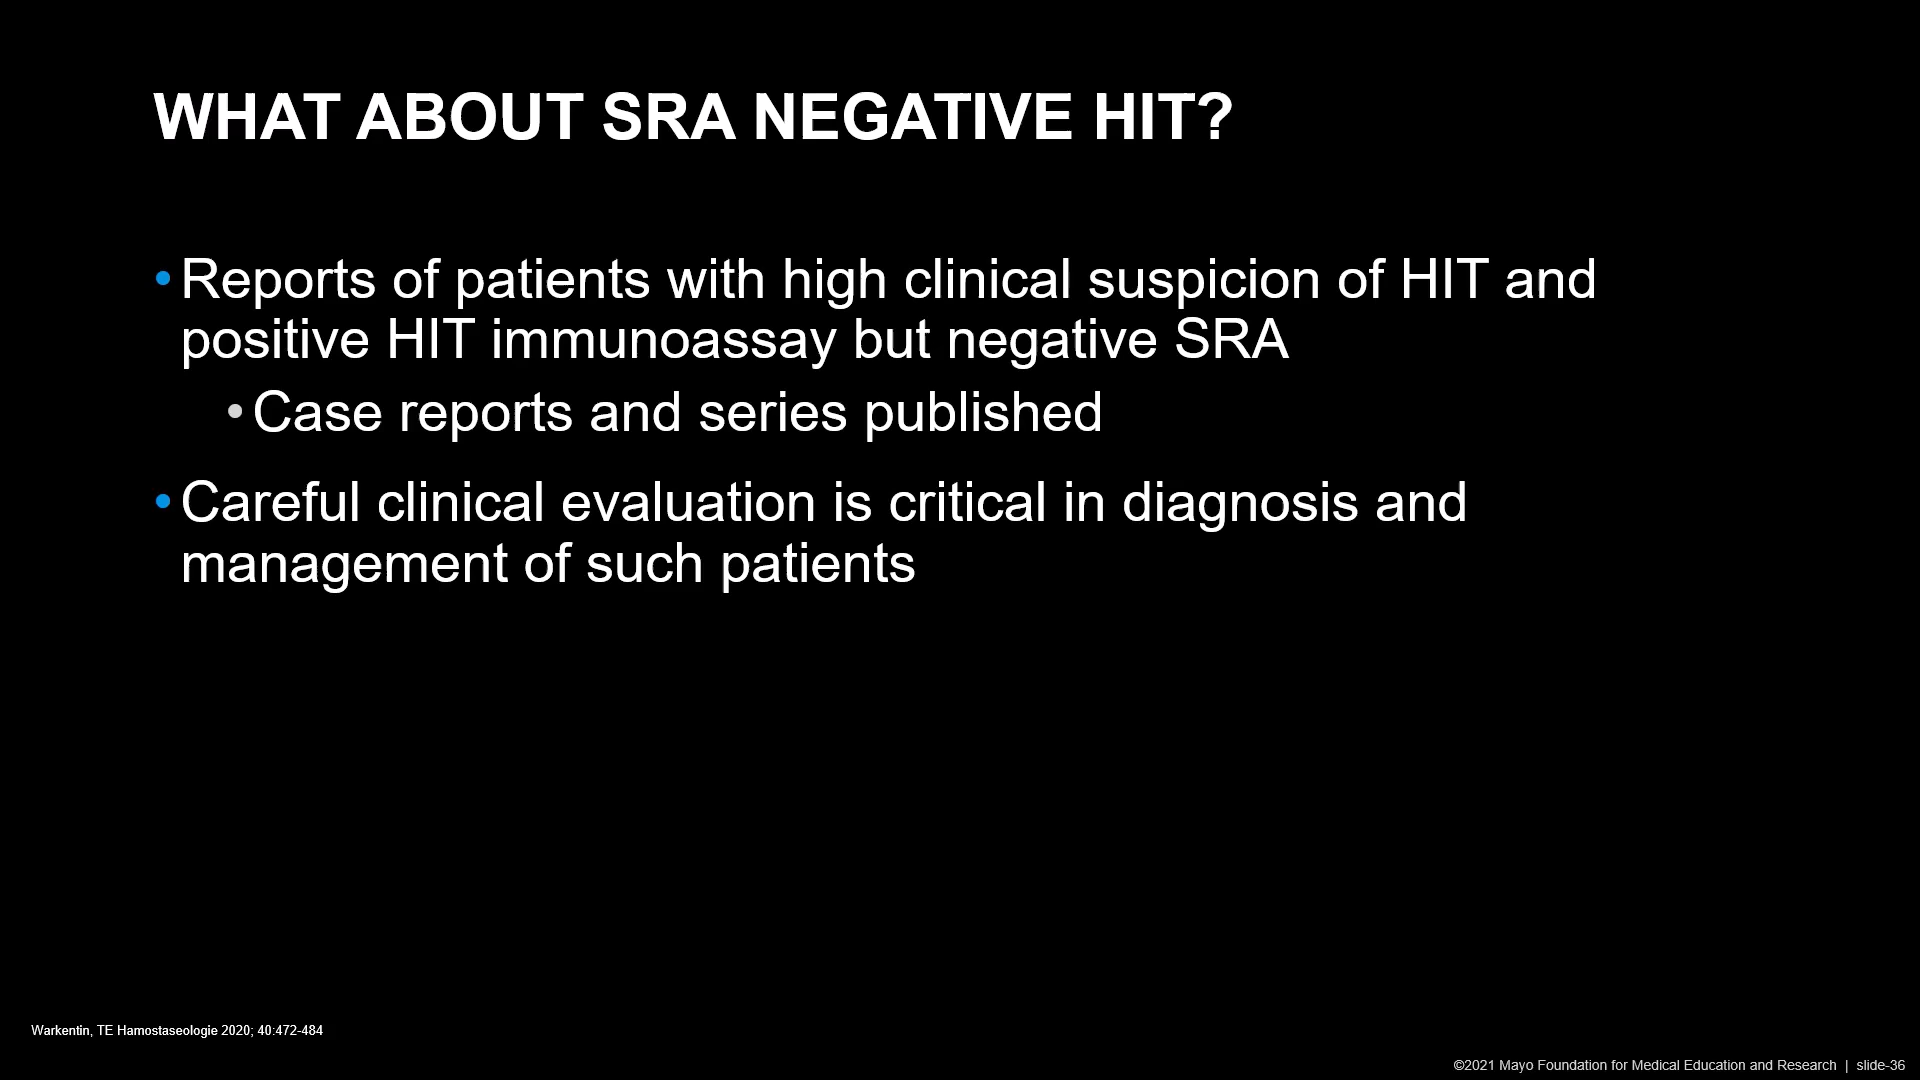 WHAT ABOUT SRA NEGATIVE HIT?
• Reports of patients with high clinical suspicion of HIT and
positive HIT immunoassay but negative SRA
• Case reports and series published
• Careful clinical evaluation is critical in diagnosis and
management of such patients
Warkentin, TE Hamostaseologie 2020; 40:472-484
©2021 Mayo Foundation for Medical Education and Research | slide-36